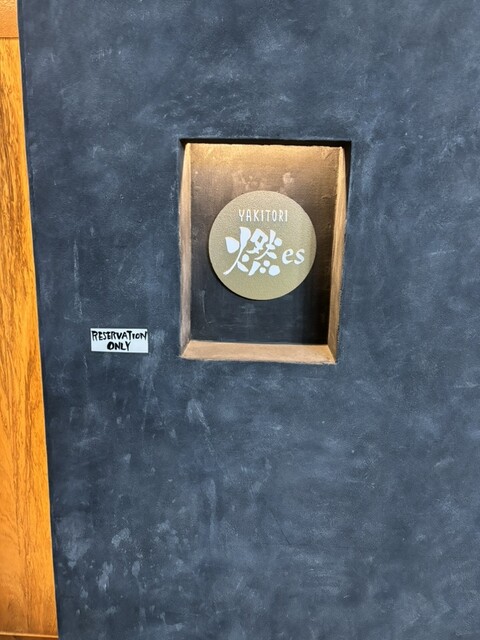 YAKITORI
燃es
RESERVATION
ONLY